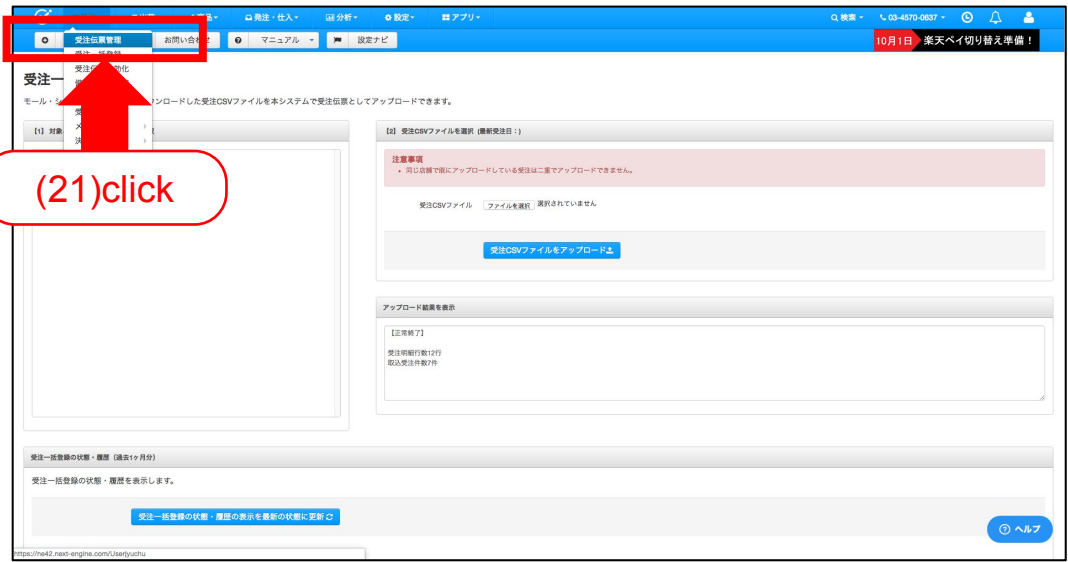 発注・仕入
分析
設定
アプリ
検索
03-4570-0637
受注伝票管理
お問い合わせ
マニュアル
設定ナビ
10月1日 楽天ペイ切り替え準備！
受注一
ンロードした受注CSVファイルを本システムで受注伝票としてアップロードできます。
[1] 対象
[2] 受注CSVファイルを選択 (最新受注日：)
注意事項
• 同じ店舗で既にアップロードしている受注は二重でアップロードできません。
(21)click
受注CSVファイル ファイルを選択 選択されていません
受注CSVファイルをアップロード
アップロード結果を表示
【正常終了】
受注明細行数12行
取込受注件数7件
受注一括登録の状態・履歴（過去1ヶ月分）
受注一括登録の状態・履歴を表示します。
受注一括登録の状態・履歴の表示を最新の状態に更新
ヘルプ
https://ne42.next-engine.com/Userjyuchu